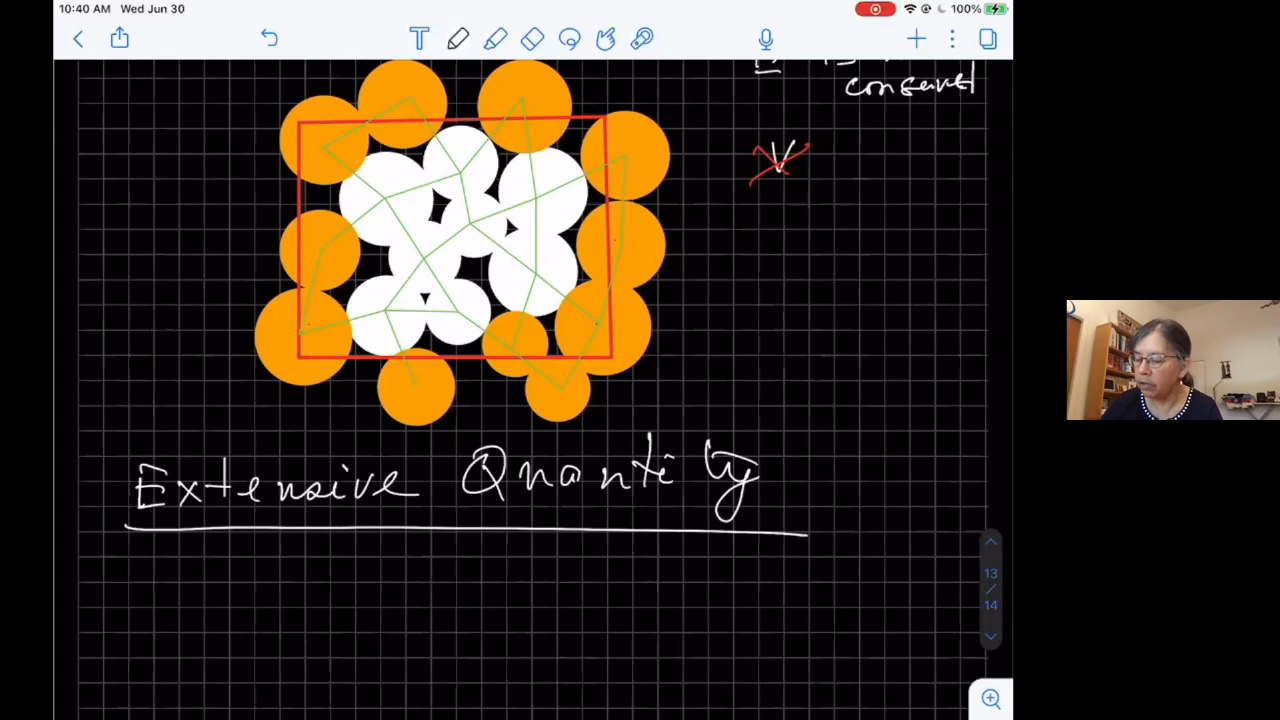 10:40 AM Wed Jun 30
100%
conserved
V
Extensive Quantity
13
/
14